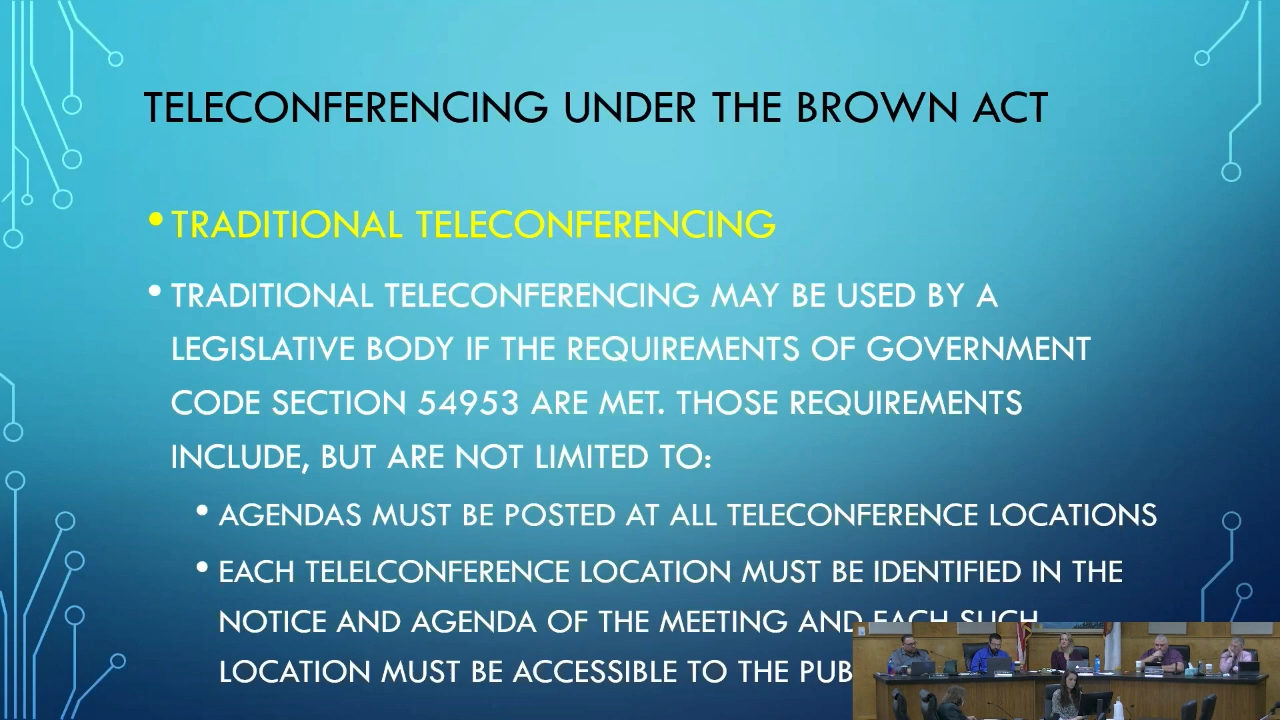 TELECONFERENCING UNDER THE BROWN ACT
• TRADITIONAL TELECONFERENCING
• TRADITIONAL TELECONFERENCING MAY BE USED BY A
LEGISLATIVE BODY IF THE REQUIREMENTS OF GOVERNMENT
CODE SECTION 54953 ARE MET. THOSE REQUIREMENTS
INCLUDE, BUT ARE NOT LIMITED TO:
• AGENDAS MUST BE POSTED AT ALL TELECONFERENCE LOCATIONS
• EACH TELELCONFERENCE LOCATION MUST BE IDENTIFIED IN THE
NOTICE AND AGENDA OF THE MEETING AND EACH SUCH
LOCATION MUST BE ACCESSIBLE TO THE PUB